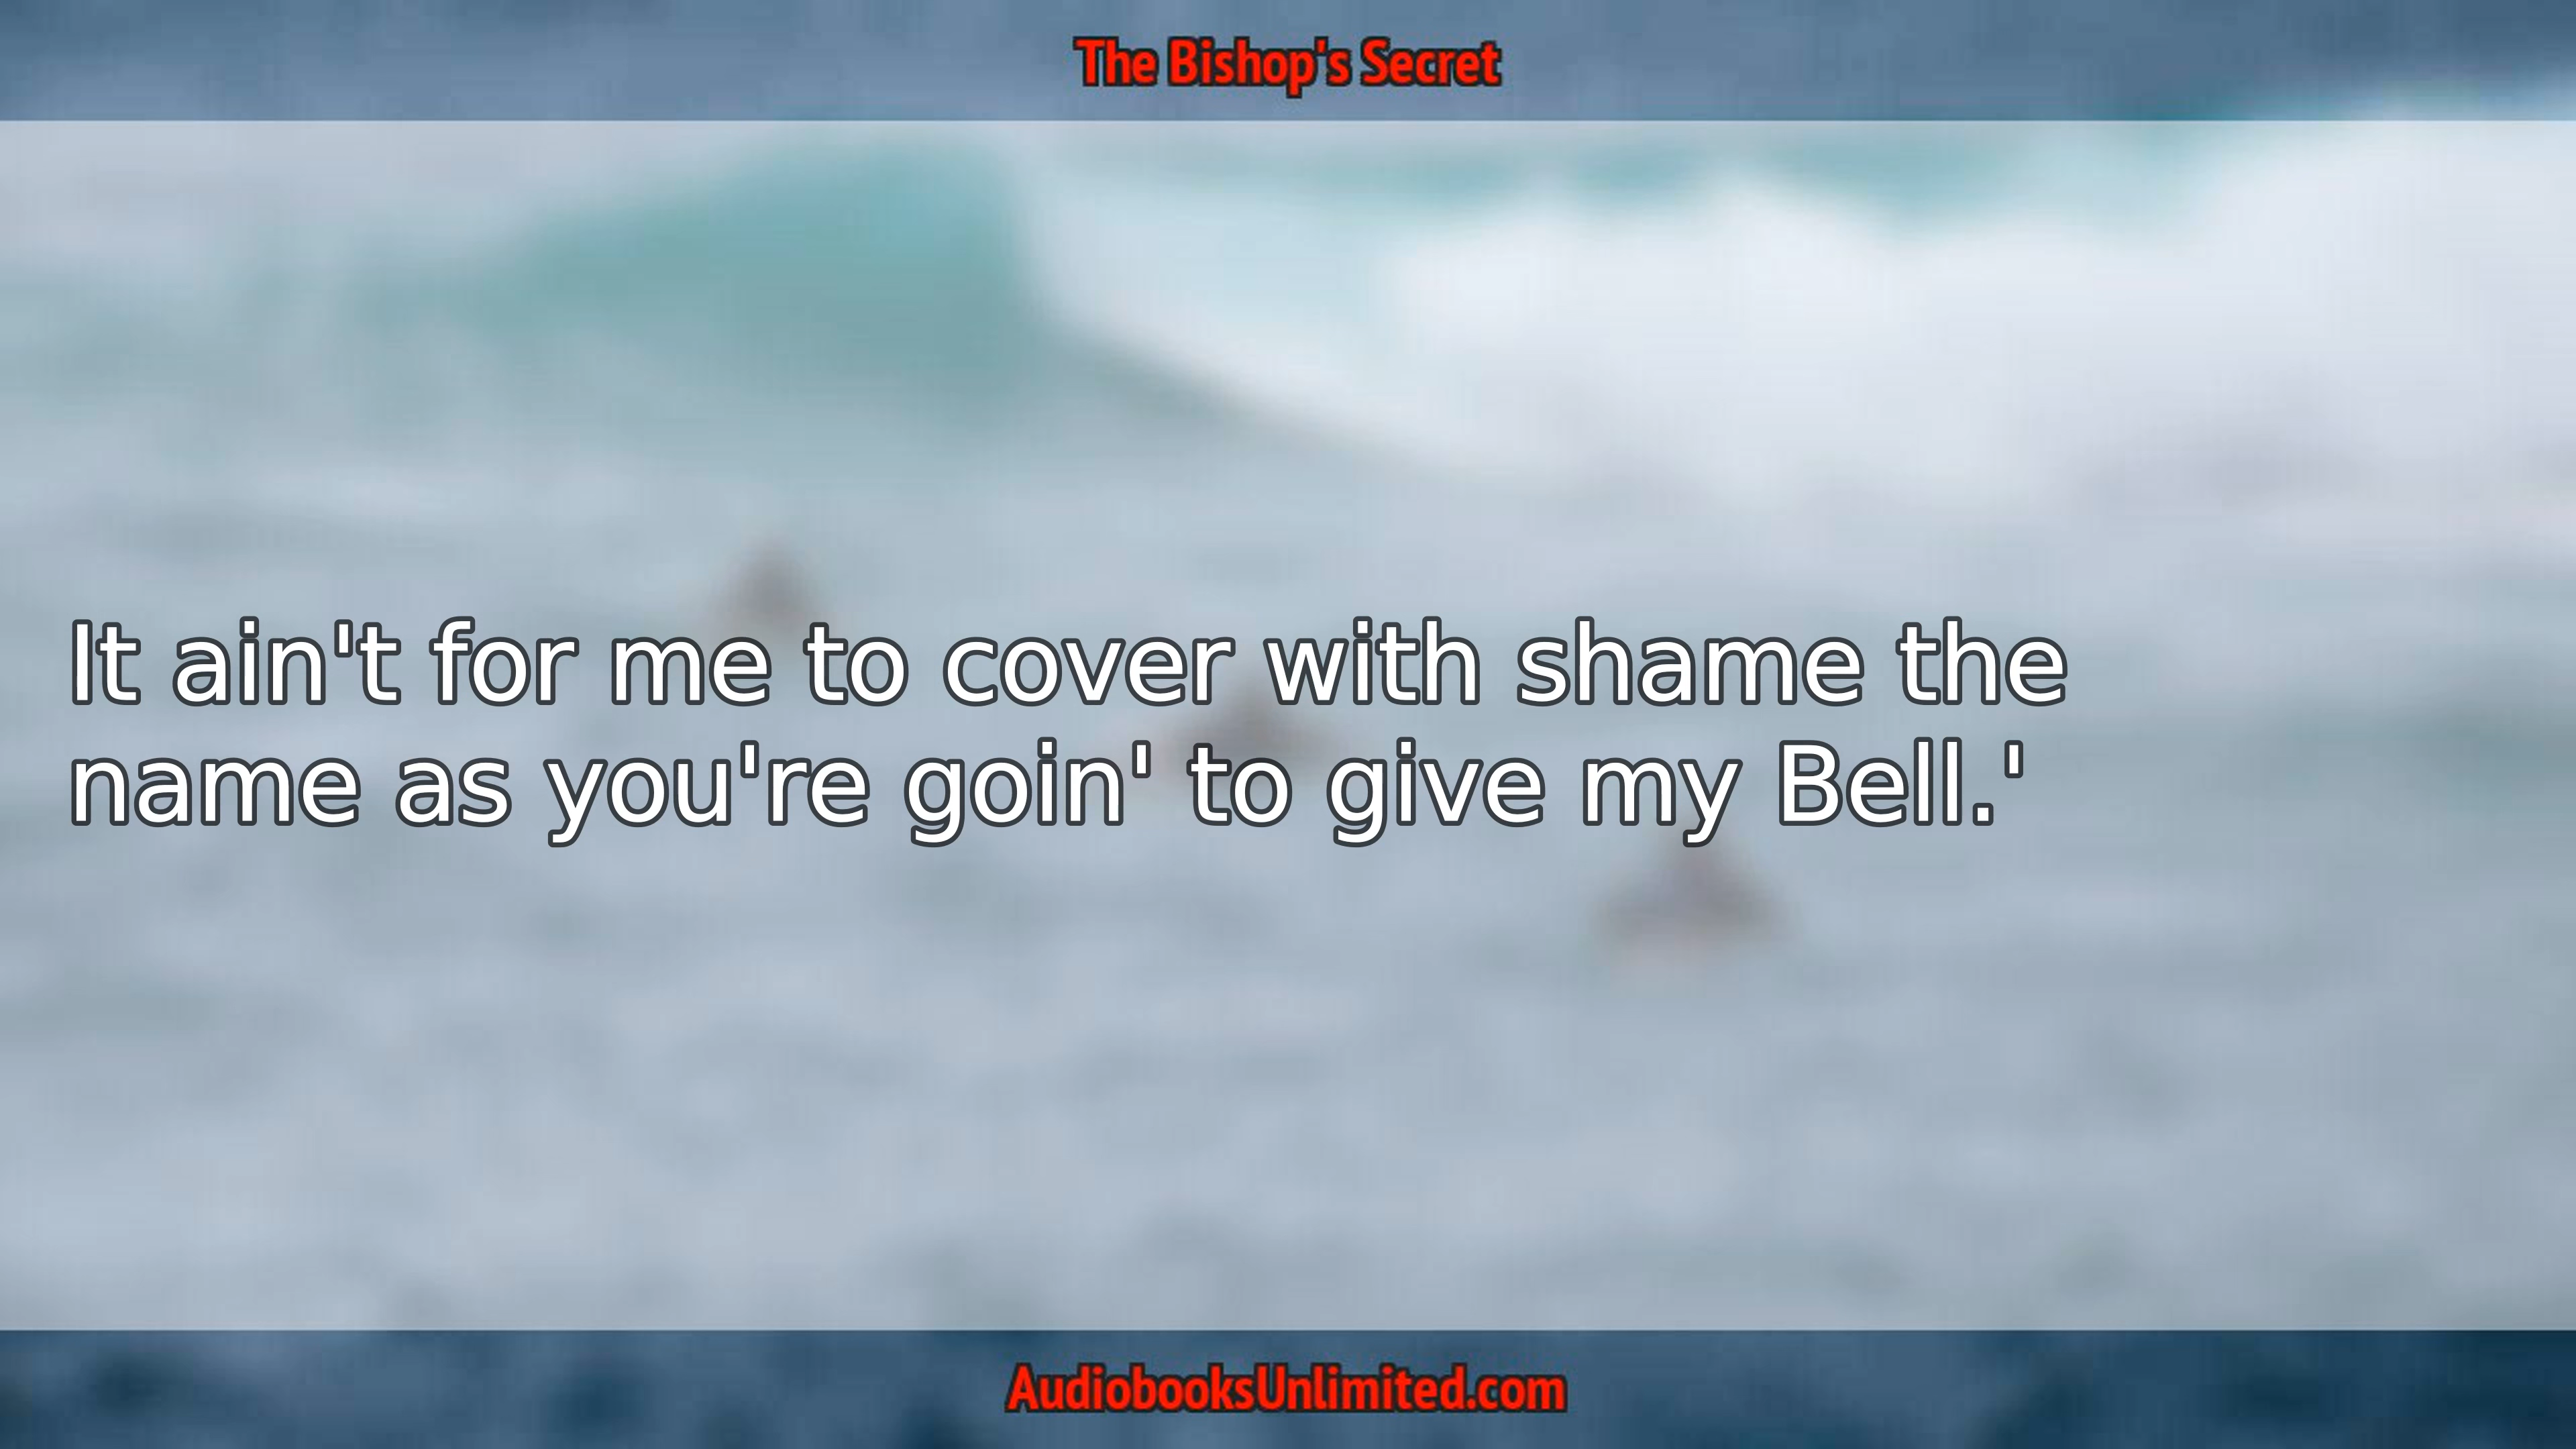 The Bishop's Secret
It ain't for me to cover with shame the
name as you're goin' to give my Bell.'
AudiobooksUnlimited.com